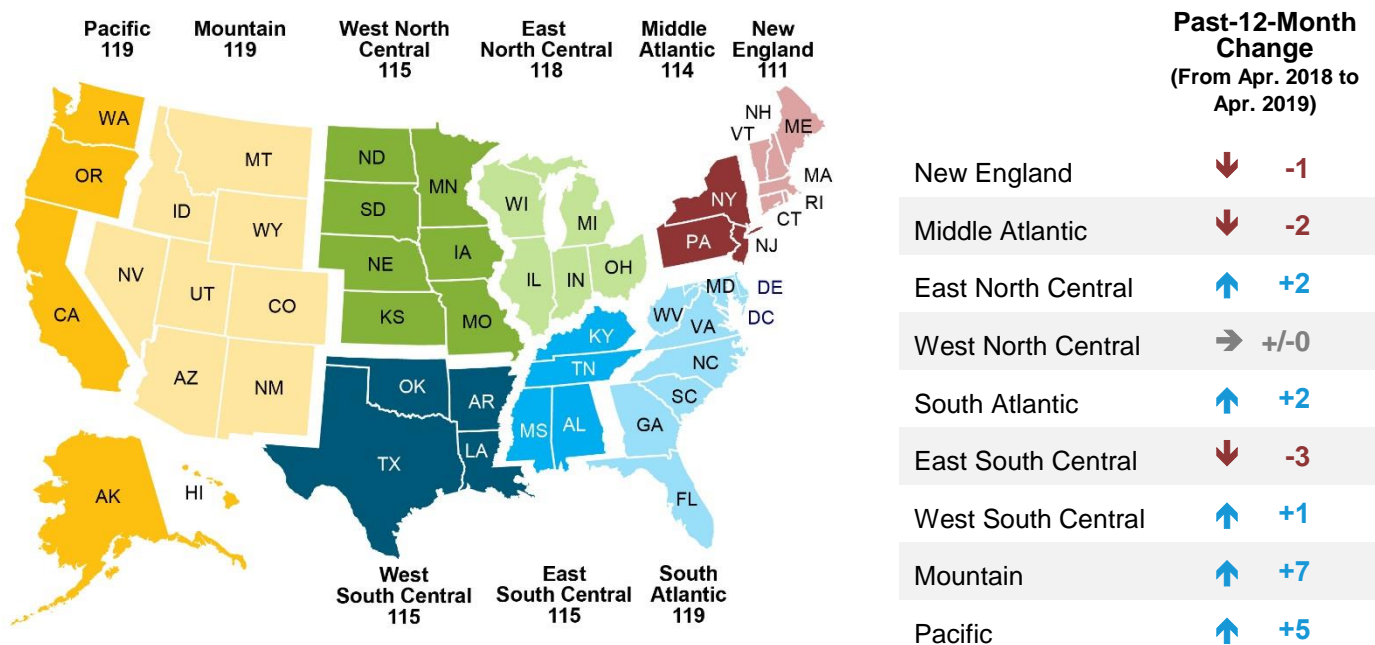 Pacific
119
Mountain
119
West North
Central
115
East
North Central
118
Middle
Atlantic
114
New
England
111
WA
OR
CA
AK
HI
MT
ID
WY
NV
UT
CO
AZ
NM
ND
SD
NE
KS
MN
IA
MO
WI
MI
IL
IN
OH
NY
PA
NJ
NH
VT
ME
MA
RI
CT
OK
TX
AR
LA
KY
TN
MS
AL
MD
DE
DC
WV
VA
NC
SC
GA
FL
West
South Central
115
East
South Central
115
South
Atlantic
119
Past-12-Month
Change
(From Apr. 2018 to
Apr. 2019)
New England -1
Middle Atlantic -2
East North Central +2
West North Central +/-0
South Atlantic +2
East South Central -3
West South Central +1
Mountain +7
Pacific +5